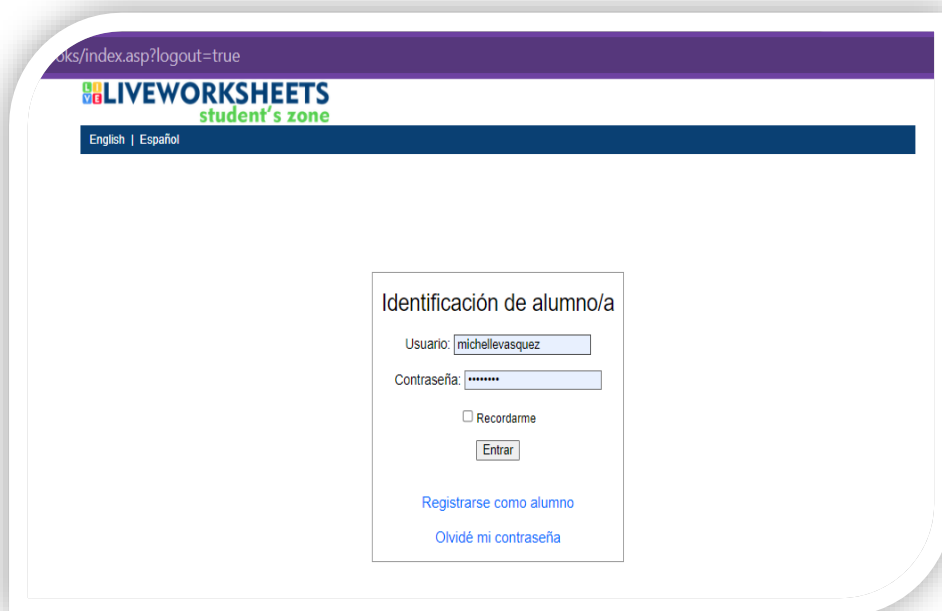 oks/index.asp?logout=true
LIVE LIVEWORKSHEETS
student's zone
English | Español
Identificación de alumno/a
Usuario: michellevasquez
Contraseña: ••••••••
Recordarme
Entrar
Registrarse como alumno
Olvidé mi contraseña